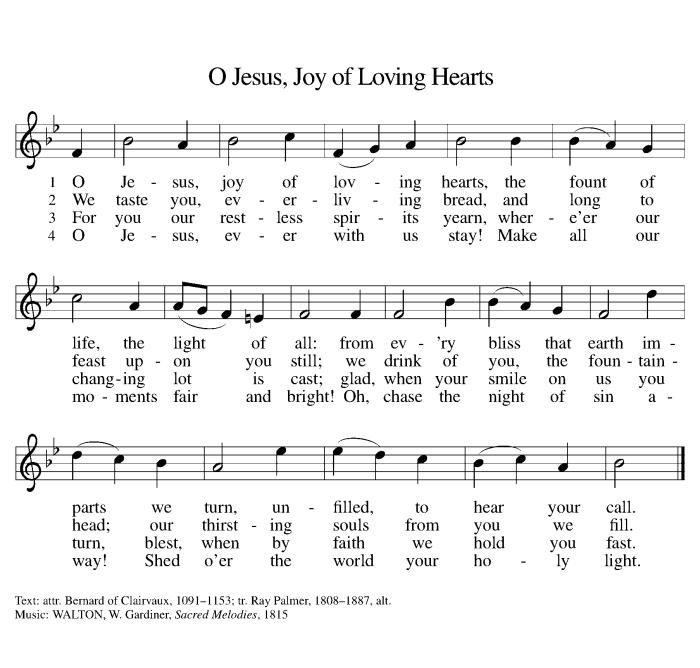 O Jesus, Joy of Loving Hearts
1 O Je - sus, joy of lov - ing hearts, the fount of
2 We taste you, ev - er - liv - ing bread, and long to
3 For you our rest - less spir - its yearn, wher - e'er our
4 O Je - sus, ev - er with us stay! Make all our
life, the light of all: from ev - 'ry bliss that earth im -
feast up - on you still; we drink of you, the foun - tain -
chang - ing lot is cast; glad, when your smile on us you
mo - ments fair and bright! Oh, chase the night of sin a -
parts we turn, un - filled, to hear your call.
head; our thirst - ing souls from you we fill.
turn, blest, when by faith we hold you fast.
way! Shed o'er the world your ho - ly light.
Text: attr. Bernard of Clairvaux, 1091–1153; tr. Ray Palmer, 1808–1887, alt.
Music: WALTON, W. Gardiner, Sacred Melodies, 1815